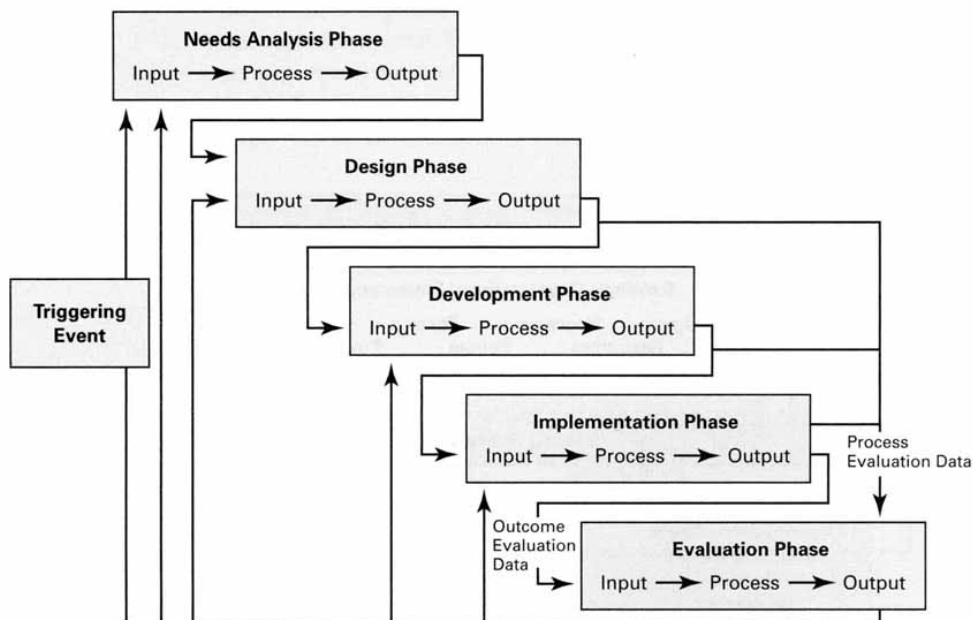 Needs Analysis Phase
Input Process Output
Design Phase
Input Process Output
Triggering
Event
Development Phase
Input Process Output
Implementation Phase
Input Process Output
Process
Evaluation Data
Outcome
Evaluation
Data
Evaluation Phase
Input Process Output